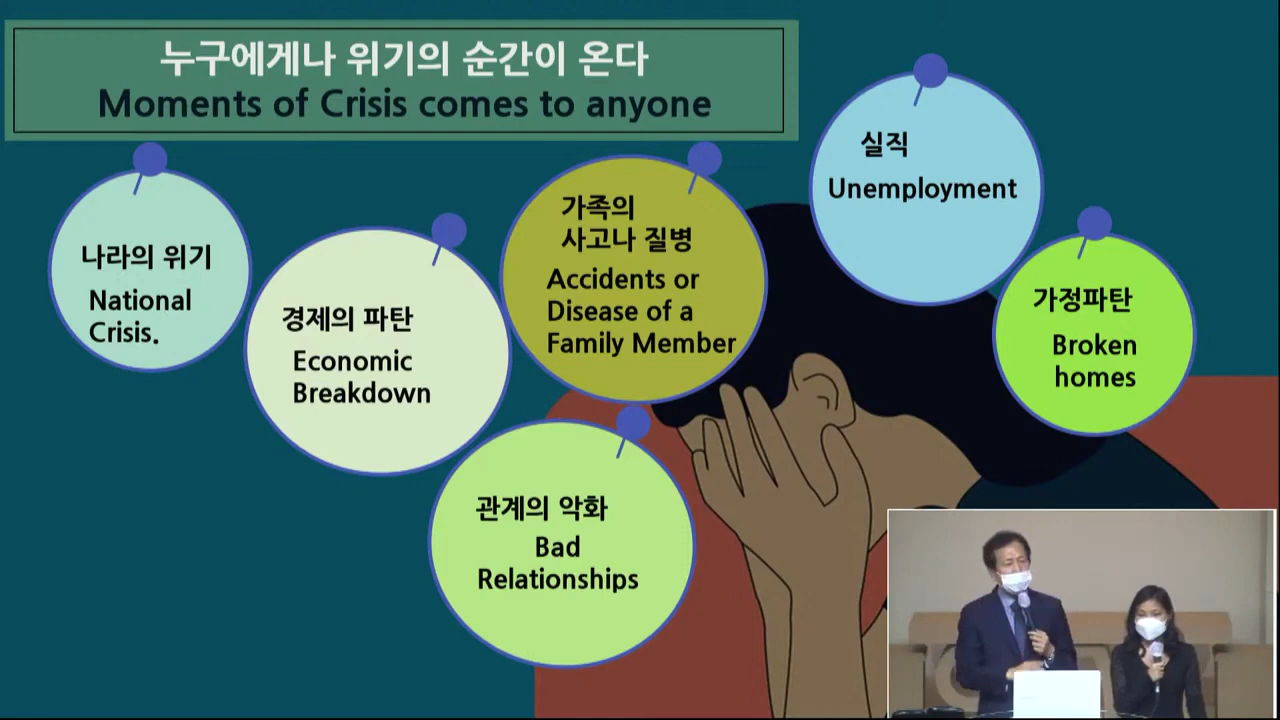 누구에게나 위기의 순간이 온다
Moments of Crisis comes to anyone
나라의 위기
National
Crisis.
경제의 파탄
Economic
Breakdown
가족의
사고나 질병
Accidents or
Disease of a
Family Member
관계의 악화
Bad
Relationships
실직
Unemployment
가정파탄
Broken
homes